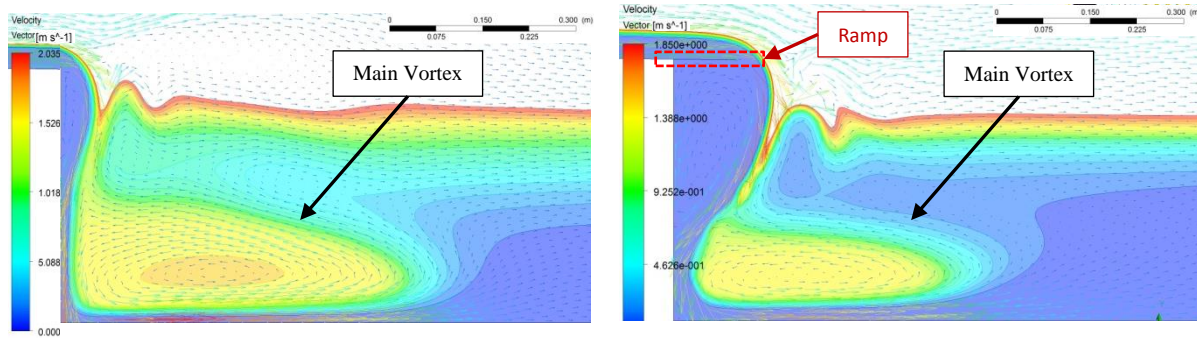 Velocity
Vector [m s^-1]
2.035
1.526
1.018
5.088
0.000
0
0.150
0.300 (m)
0.075
0.225
Main Vortex
Velocity
Vector [m s^-1]
1.850e+000
1.388e+000
9.252e-001
4.626e-001
0
0.150
0.300 (m)
0.075
0.225
Ramp
Main Vortex